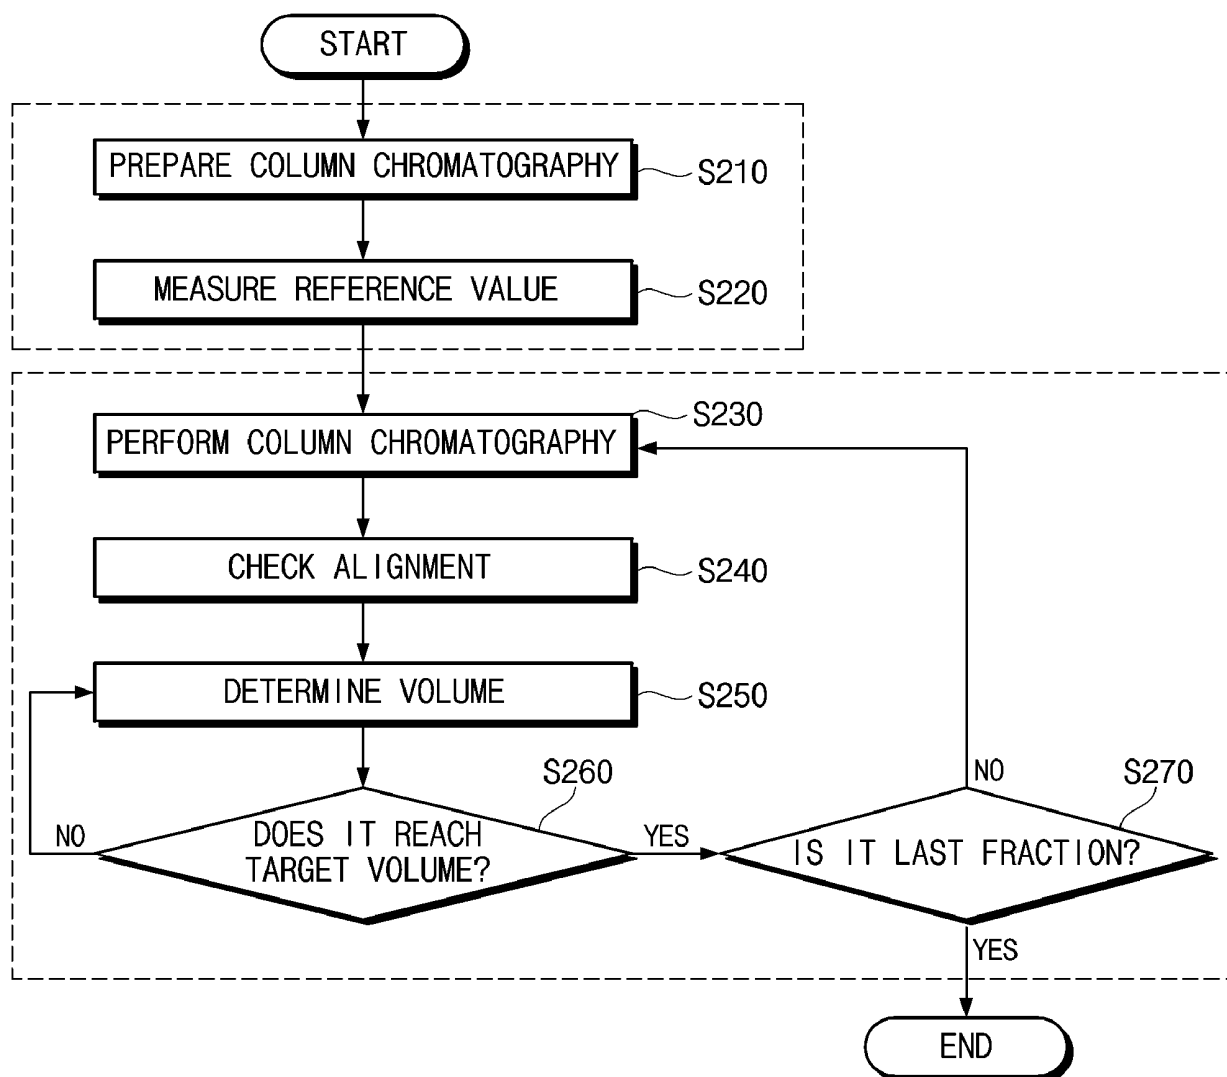 START
PREPARE COLUMN CHROMATOGRAPHY
S210
MEASURE REFERENCE VALUE
S220
S230
PERFORM COLUMN CHROMATOGRAPHY
CHECK ALIGNMENT
S240
DETERMINE VOLUME
S250
S260
S270
NO
DOES IT REACH
TARGET VOLUME?
YES
NO
IS IT LAST FRACTION?
YES
END